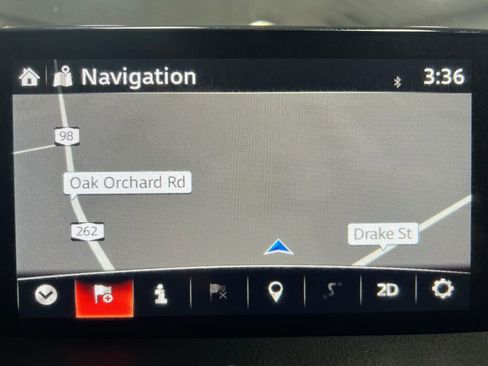 Navigation 3:36
98
Oak Orchard Rd
262
Drake St
2D